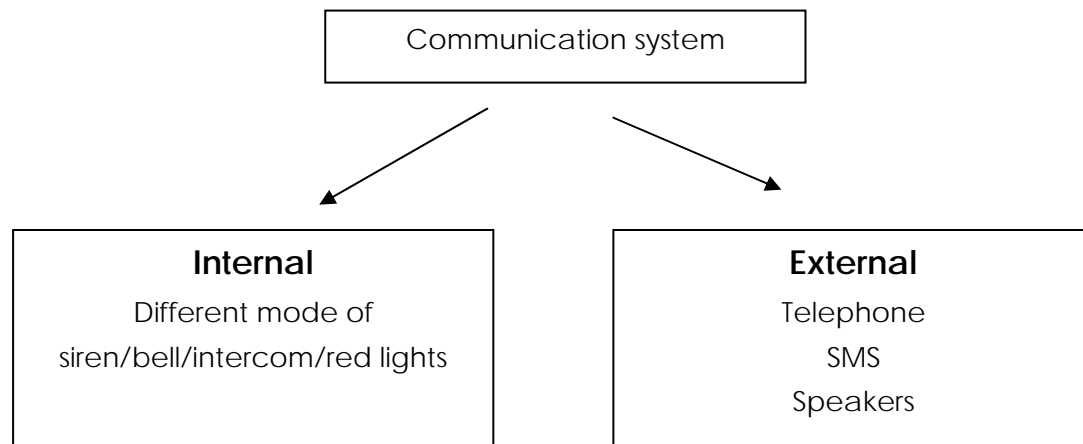 Communication system
Internal
Different mode of
siren/bell/intercom/red lights
External
Telephone
SMS
Speakers